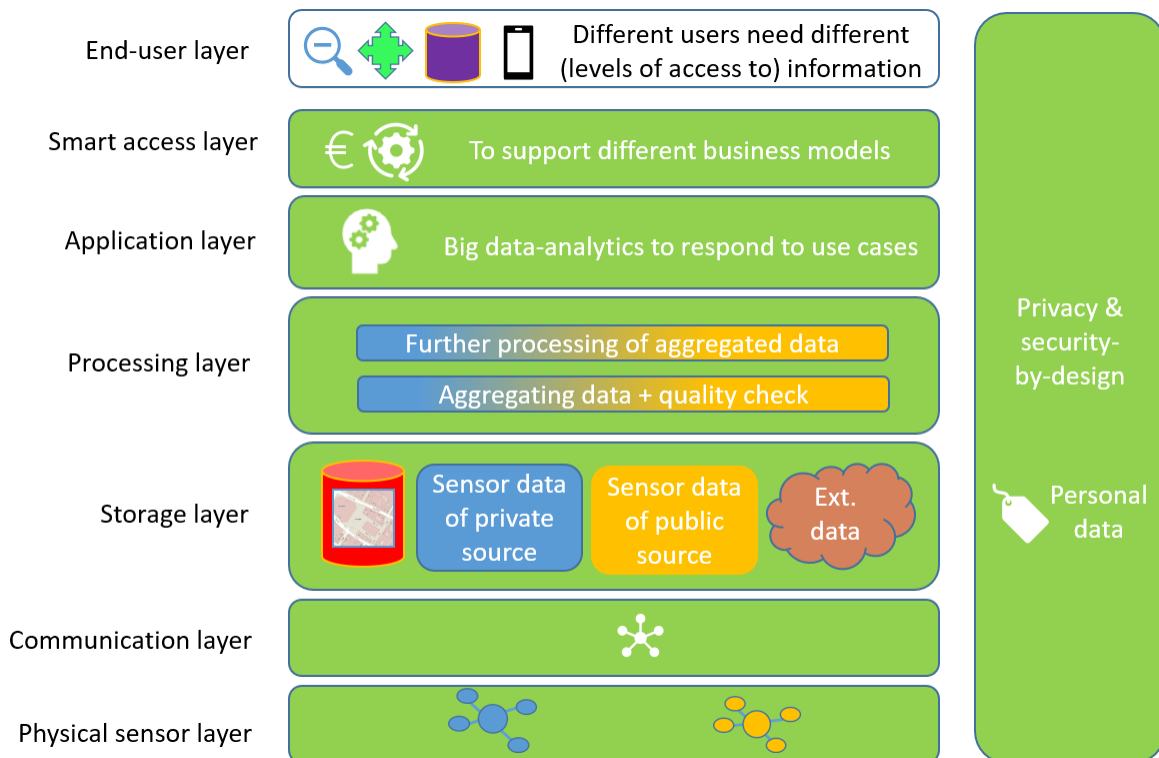 End-user layer
Different users need different
(levels of access to) information
Smart access layer
€
To support different business models
Application layer
Big data-analytics to respond to use cases
Processing layer
Further processing of aggregated data
Aggregating data + quality check
Storage layer
Sensor data
of private
source
Sensor data
of public
source
Ext.
data
Communication layer
Physical sensor layer
Privacy &
security-
by-design
Personal
data